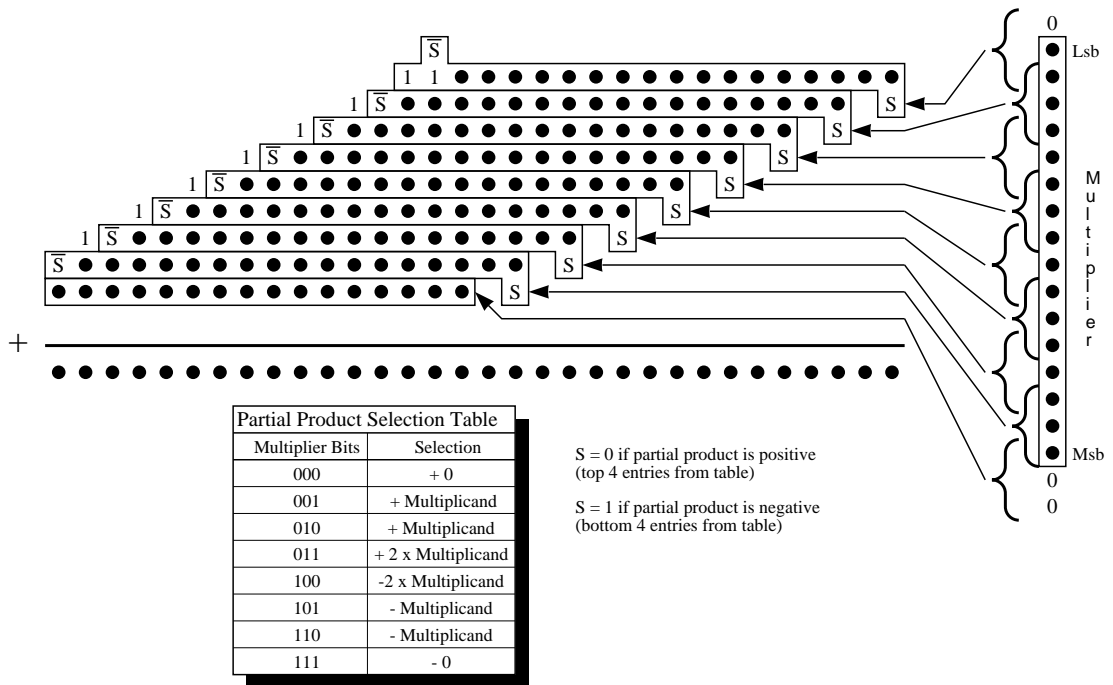 0
S̅
Lsb
1 1
S
1 S̅
S
1 S̅
S
1 S̅
S
1 S̅
S
1 S̅
S
1 S̅
S
S̅
S
S
Multiplier
+
Partial Product Selection Table
Multiplier Bits Selection
000 + 0
001 + Multiplicand
010 + Multiplicand
011 + 2 x Multiplicand
100 -2 x Multiplicand
101 - Multiplicand
110 - Multiplicand
111 - 0
S = 0 if partial product is positive
(top 4 entries from table)
S = 1 if partial product is negative
(bottom 4 entries from table)
Msb
0
0